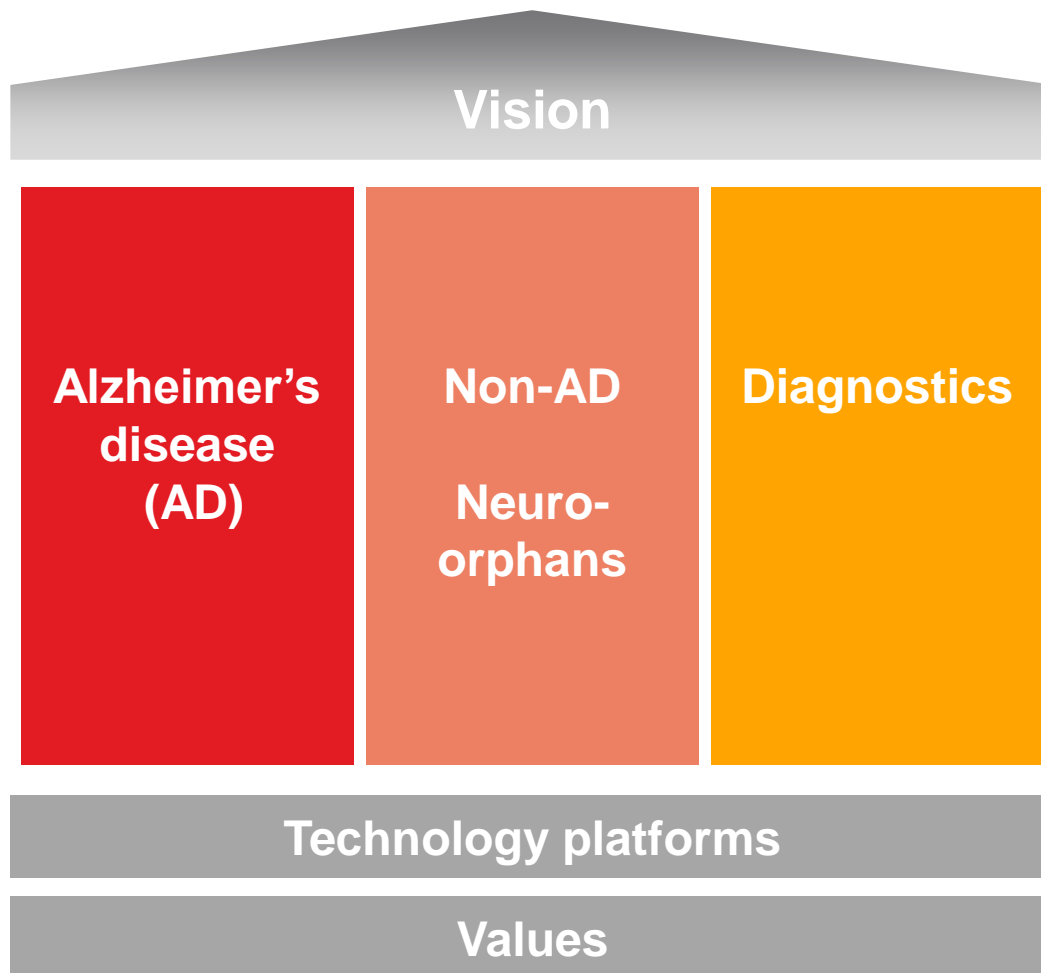 Vision
Alzheimer’s
disease
(AD)
Non-AD
Neuro-
orphans
Diagnostics
Technology platforms
Values